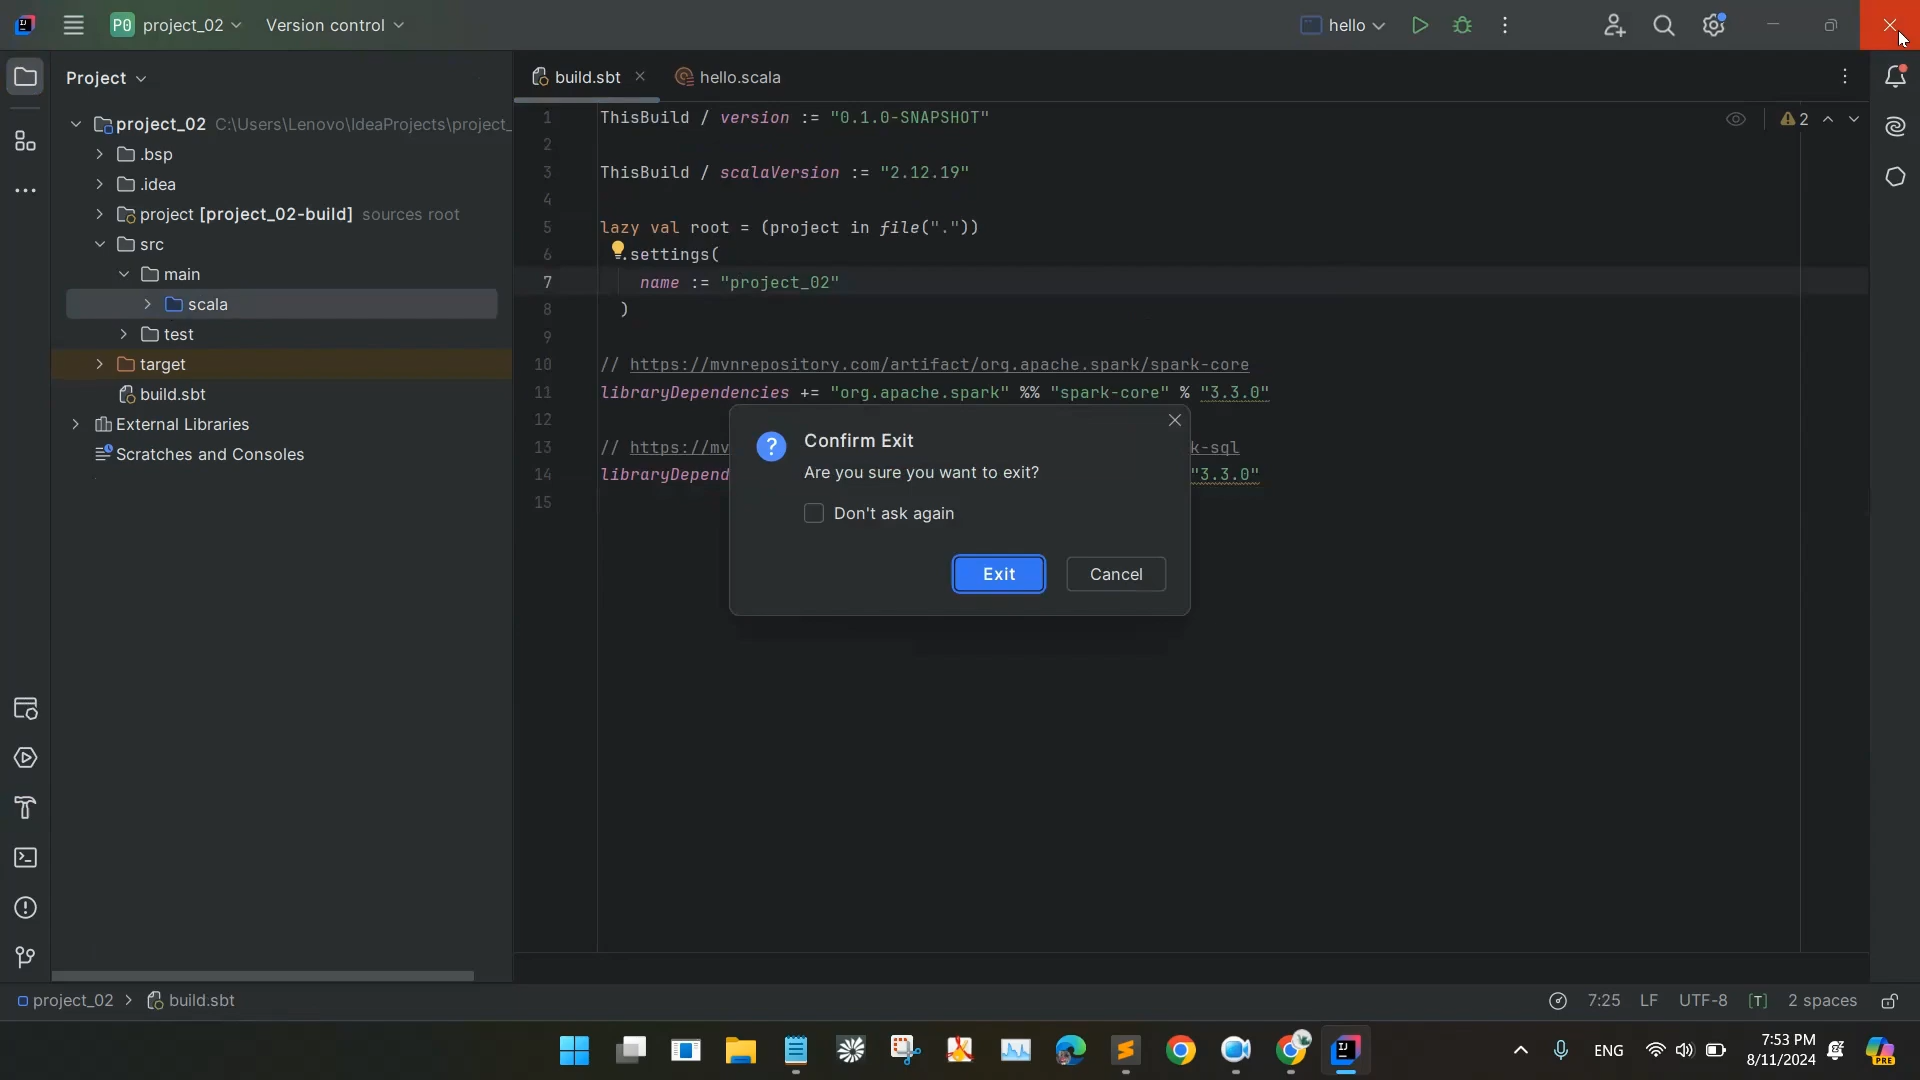 P0 project_02 Version control hello
Project
build.sbt hello.scala
project_02 C:\Users\Lenovo\IdeaProjects\project_
.bsp
.idea
project [project_02-build] sources root
src
main
scala
test
target
build.sbt
External Libraries
Scratches and Consoles
2
1 ThisBuild / version := "0.1.0-SNAPSHOT"
2
3 ThisBuild / scalaVersion := "2.12.19"
4
5 lazy val root = (project in file("."))
6 .settings(
7 name := "project_02"
8 )
9
10 // https://mvnrepository.com/artifact/org.apache.spark/spark-core
11 libraryDependencies += "org.apache.spark" %% "spark-core" % "3.3.0"
12
13 // https://mv k-sql
14 libraryDepend "3.3.0"
15
Confirm Exit
Are you sure you want to exit?
Don't ask again
Exit Cancel
project_02 > build.sbt
7:25 LF UTF-8 [T] 2 spaces
ENG
7:53 PM
8/11/2024
PRE